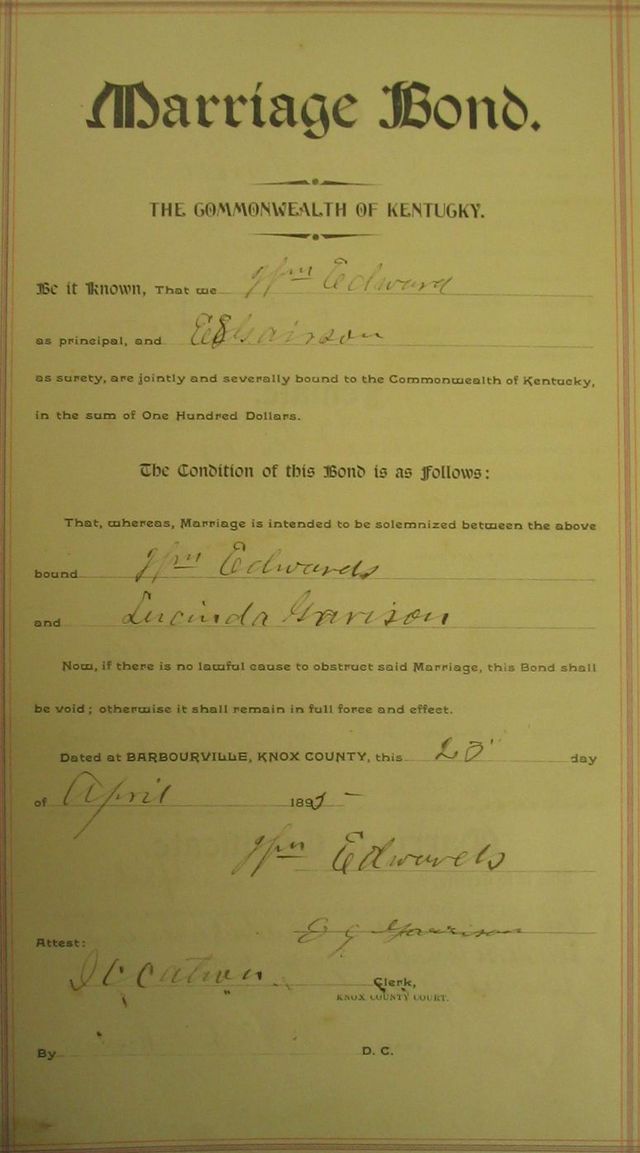 Marriage Bond.
THE COMMONWEALTH OF KENTUCKY.
Be it Known, That we Wm Edward
as principal, and
as surety, are jointly and severally bound to the Commonwealth of Kentucky,
in the sum of One Hundred Dollars.
The Condition of this Bond is as Follows:
That, whereas, Marriage is intended to be solemnized between the above
bound Wm Edwards
and Lucinda Garison
Now, if there is no lawful cause to obstruct said Marriage, this Bond shall
be void; otherwise it shall remain in full force and effect.
Dated at BARBOURVILLE, KNOX COUNTY, this day
of April 1895
Wm Edwards
E G Garrison
Attest:
Clerk,
KNOX COUNTY COURT.
By D. C.